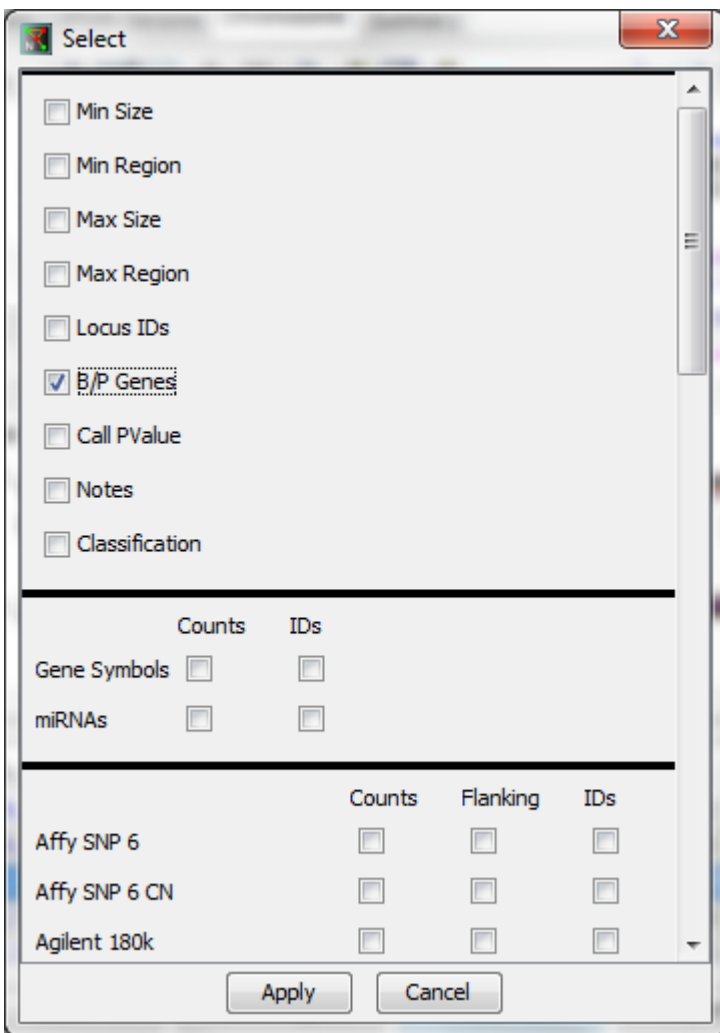 Select
Min Size
Min Region
Max Size
Max Region
Locus IDs
B/P Genes
Call PValue
Notes
Classification
Counts IDs
Gene Symbols
miRNAs
Counts Flanking IDs
Affy SNP 6
Affy SNP 6 CN
Agilent 180k
Apply Cancel